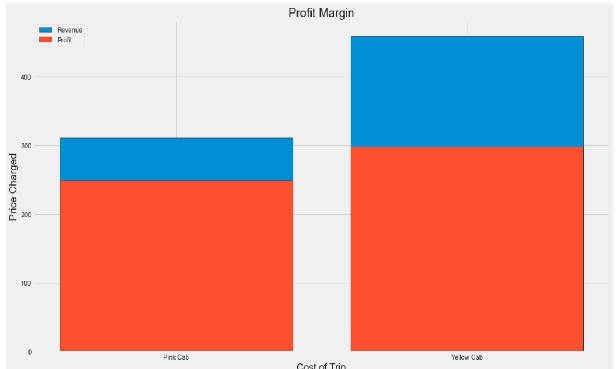 Profit Margin
Revenue
Profit
Price Charged
400
300
200
100
0
Pink Cab
Yellow Cab
Cost of Trip